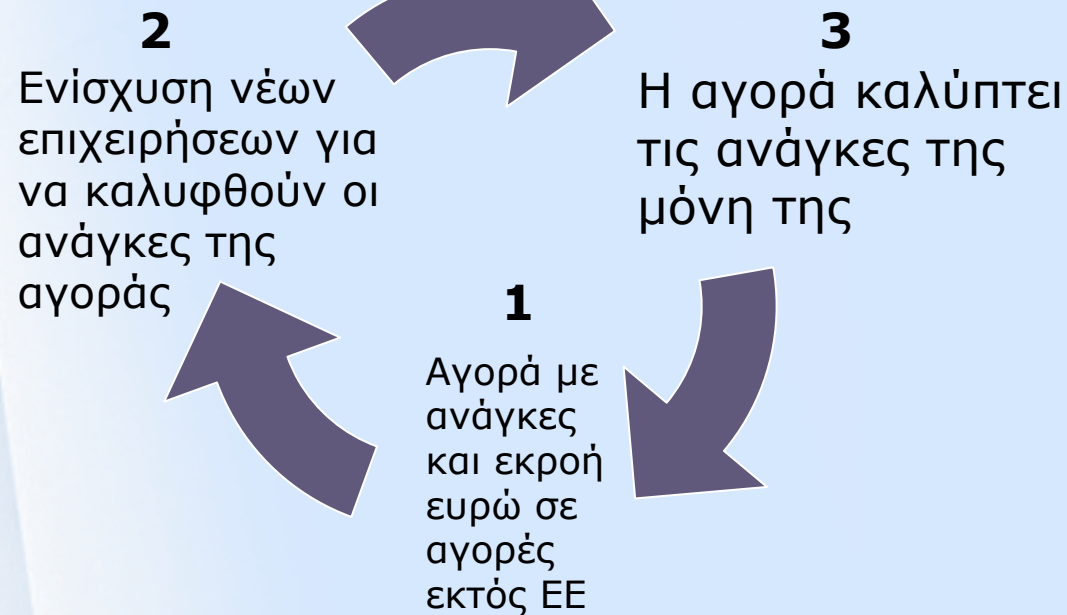 2
Ενίσχυση νέων
επιχειρήσεων για
να καλυφθούν οι
ανάγκες της
αγοράς
3
Η αγορά καλύπτει
τις ανάγκες της
μόνη της
1
Αγορά με
ανάγκες
και εκροή
ευρώ σε
αγορές
εκτός ΕΕ